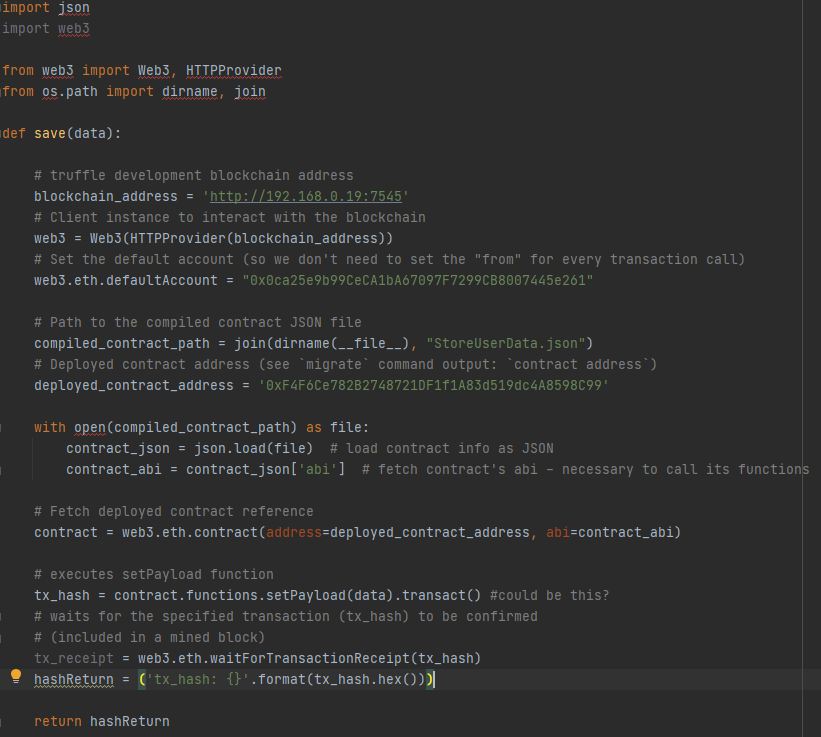 import json
import web3
from web3 import Web3, HTTPProvider
from os.path import dirname, join
def save(data):
# truffle development blockchain address
blockchain_address = 'http://192.168.0.19:7545'
# Client instance to interact with the blockchain
web3 = Web3(HTTPProvider(blockchain_address))
# Set the default account (so we don't need to set the "from" for every transaction call)
web3.eth.defaultAccount = "0x0ca25e9b99CeCA1bA67097F7299CB8007445e261"
# Path to the compiled contract JSON file
compiled_contract_path = join(dirname(__file__), "StoreUserData.json")
# Deployed contract address (see `migrate` command output: `contract address`)
deployed_contract_address = '0xF4F6Ce782B2748721DF1f1A83d519dc4A8598C99'
with open(compiled_contract_path) as file:
contract_json = json.load(file)  # load contract info as JSON
contract_abi = contract_json['abi']  # fetch contract's abi - necessary to call its functions
# Fetch deployed contract reference
contract = web3.eth.contract(address=deployed_contract_address, abi=contract_abi)
# executes setPayload function
tx_hash = contract.functions.setPayload(data).transact() #could be this?
# waits for the specified transaction (tx_hash) to be confirmed
# (included in a mined block)
tx_receipt = web3.eth.waitForTransactionReceipt(tx_hash)
hashReturn = ('tx_hash: {}'.format(tx_hash.hex()))
return hashReturn